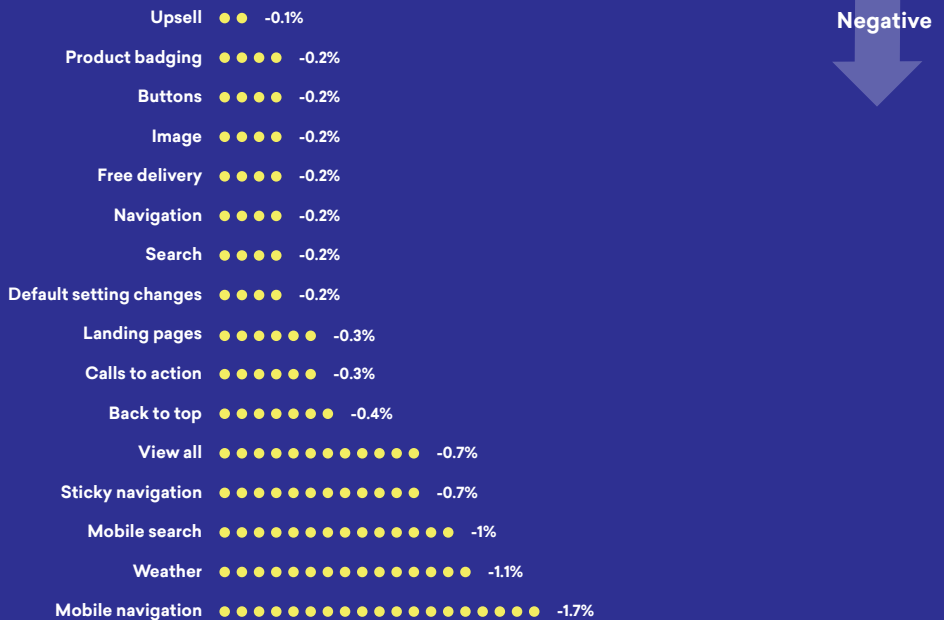 Upsell -0.1%
Negative
Product badging -0.2%
Buttons -0.2%
Image -0.2%
Free delivery -0.2%
Navigation -0.2%
Search -0.2%
Default setting changes -0.2%
Landing pages -0.3%
Calls to action -0.3%
Back to top -0.4%
View all -0.7%
Sticky navigation -0.7%
Mobile search -1%
Weather -1.1%
Mobile navigation -1.7%